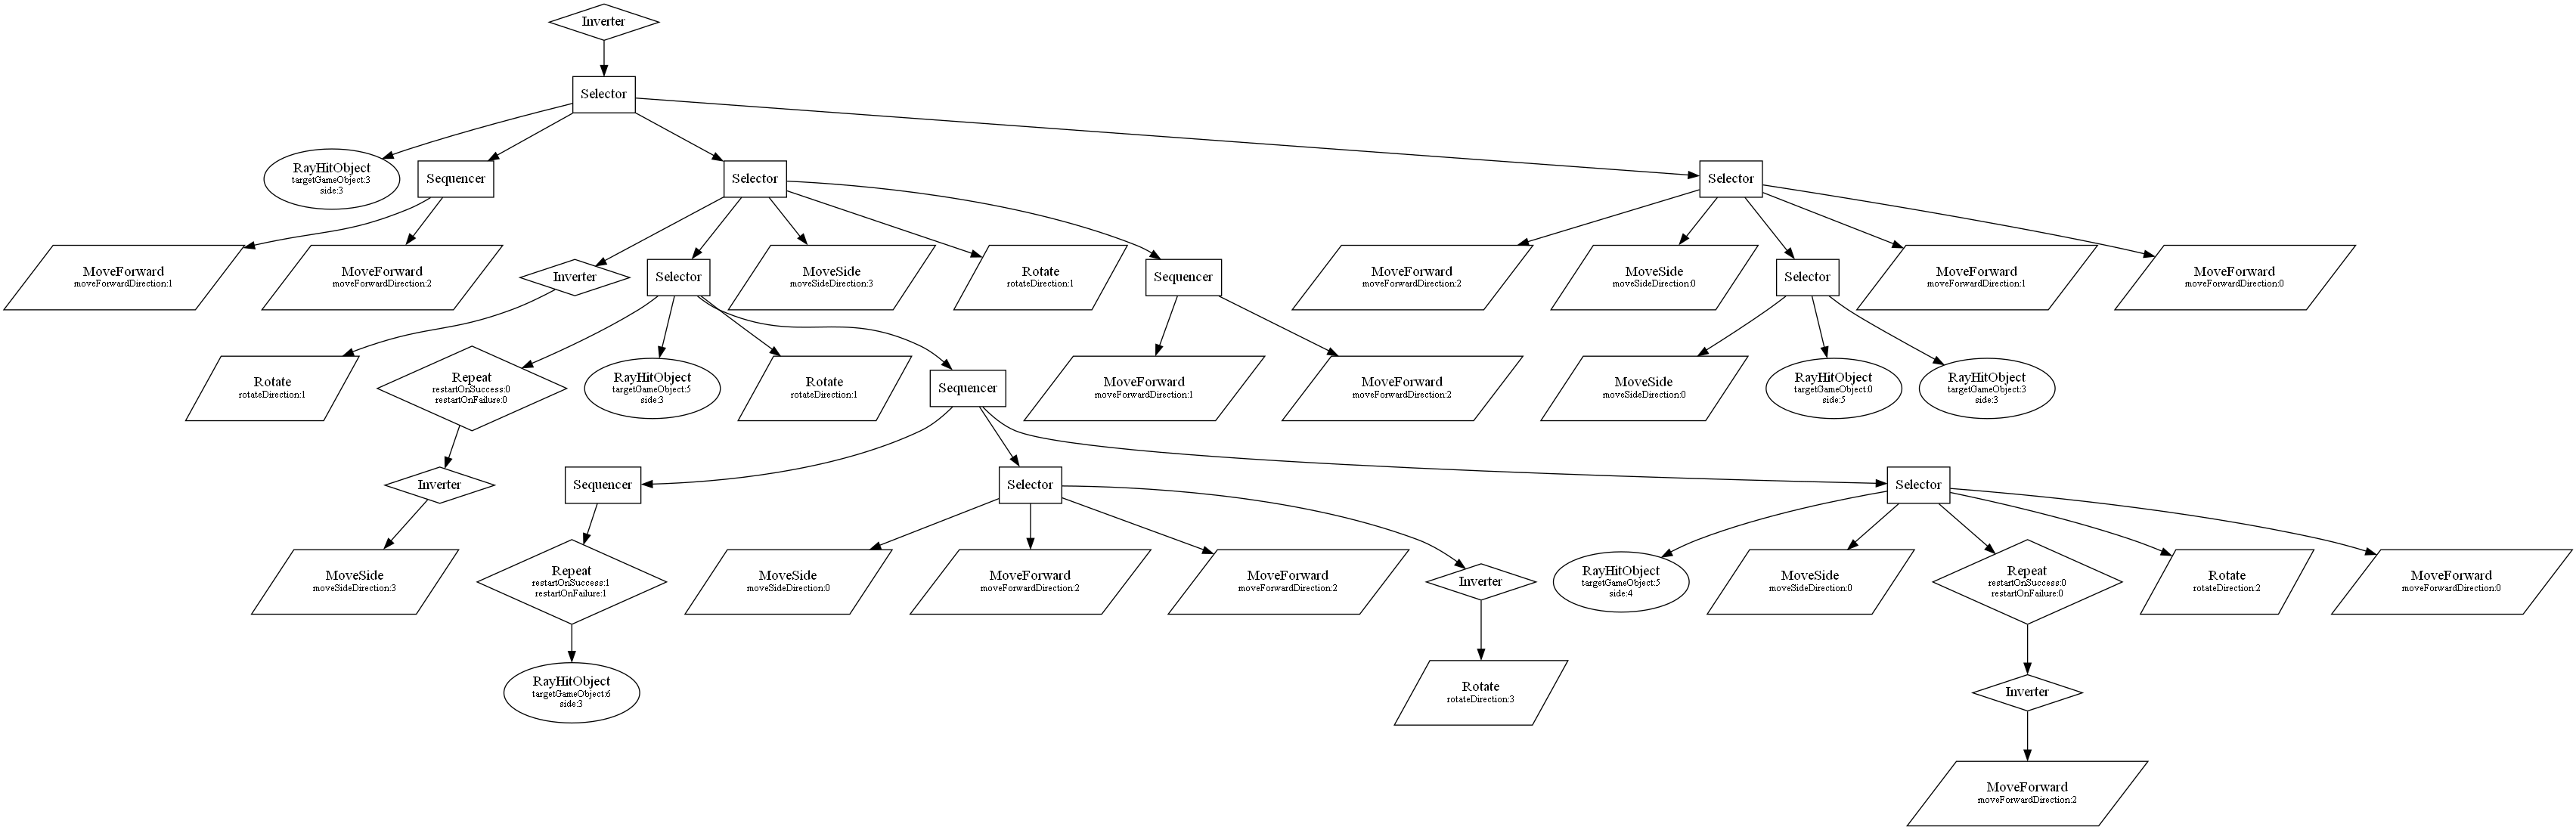 Inverter
Selector
RayHitObject
targetGameObject:3
side:3
Sequencer
Selector
Selector
MoveForward
moveForwardDirection:1
MoveForward
moveForwardDirection:2
Inverter
Selector
MoveSide
moveSideDirection:3
Rotate
rotateDirection:1
Sequencer
MoveForward
moveForwardDirection:2
MoveSide
moveSideDirection:0
Selector
MoveForward
moveForwardDirection:1
MoveForward
moveForwardDirection:0
Rotate
rotateDirection:1
Repeat
restartOnSuccess:0
restartOnFailure:0
RayHitObject
targetGameObject:5
side:3
Rotate
rotateDirection:1
Sequencer
MoveForward
moveForwardDirection:1
MoveForward
moveForwardDirection:2
MoveSide
moveSideDirection:0
RayHitObject
targetGameObject:0
side:5
RayHitObject
targetGameObject:3
side:3
Inverter
Sequencer
Selector
Selector
MoveSide
moveSideDirection:3
Repeat
restartOnSuccess:1
restartOnFailure:1
MoveSide
moveSideDirection:0
MoveForward
moveForwardDirection:2
MoveForward
moveForwardDirection:2
Inverter
RayHitObject
targetGameObject:5
side:4
MoveSide
moveSideDirection:0
Repeat
restartOnSuccess:0
restartOnFailure:0
Rotate
rotateDirection:2
MoveForward
moveForwardDirection:0
RayHitObject
targetGameObject:6
side:3
Rotate
rotateDirection:3
Inverter
MoveForward
moveForwardDirection:2